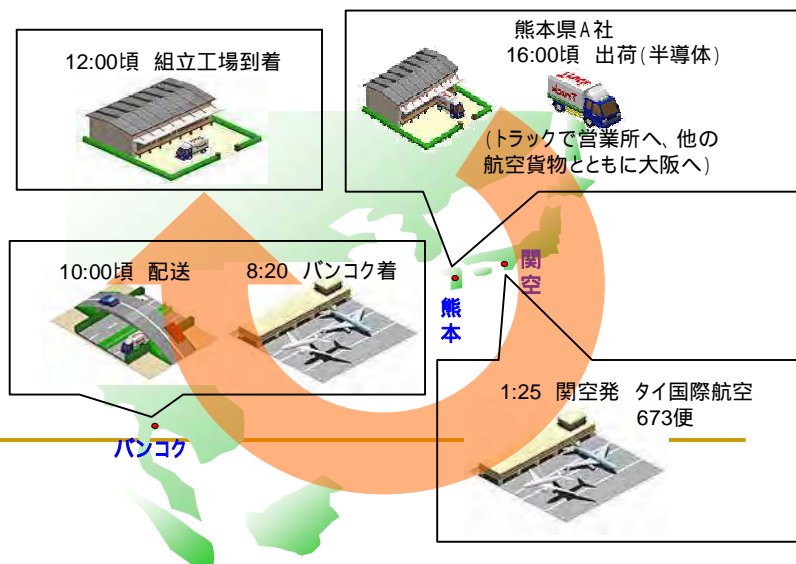 熊本県A社
16:00頃 出荷(半導体)
(トラックで営業所へ、他の
航空貨物とともに大阪へ)
関空
熊本
1:25 関空発 タイ国際航空
673便
8:20 バンコク着
10:00頃 配送
バンコク
12:00頃 組立工場到着